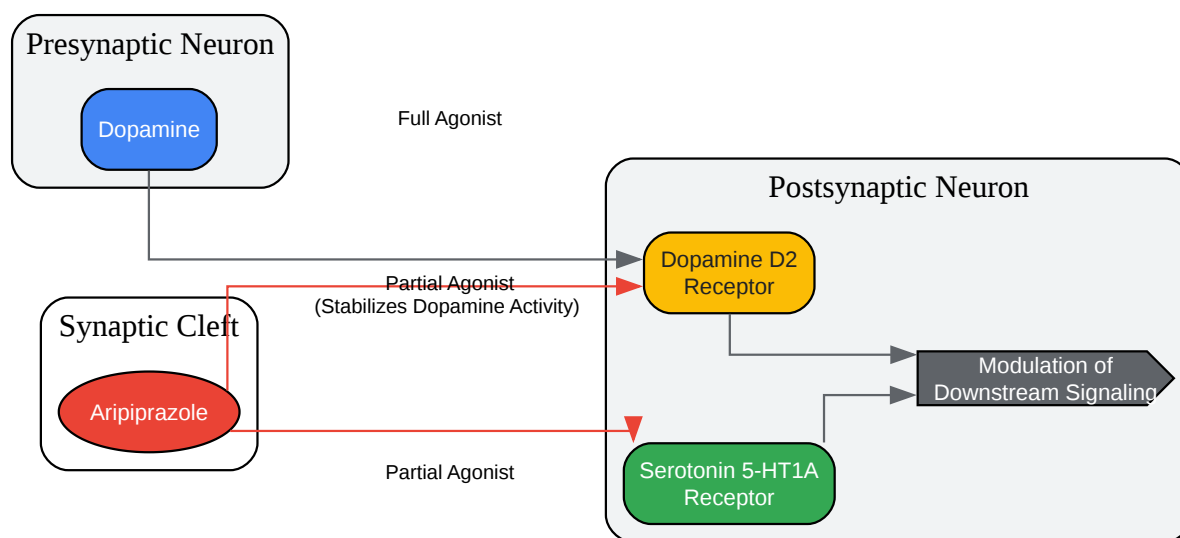 Presynaptic Neuron
Dopamine
Full Agonist
Postsynaptic Neuron
Dopamine D2
Receptor
Partial Agonist
(Stabilizes Dopamine Activity)
Synaptic Cleft
Aripiprazole
Modulation of
Downstream Signaling
Partial Agonist
Serotonin 5-HT1A
Receptor